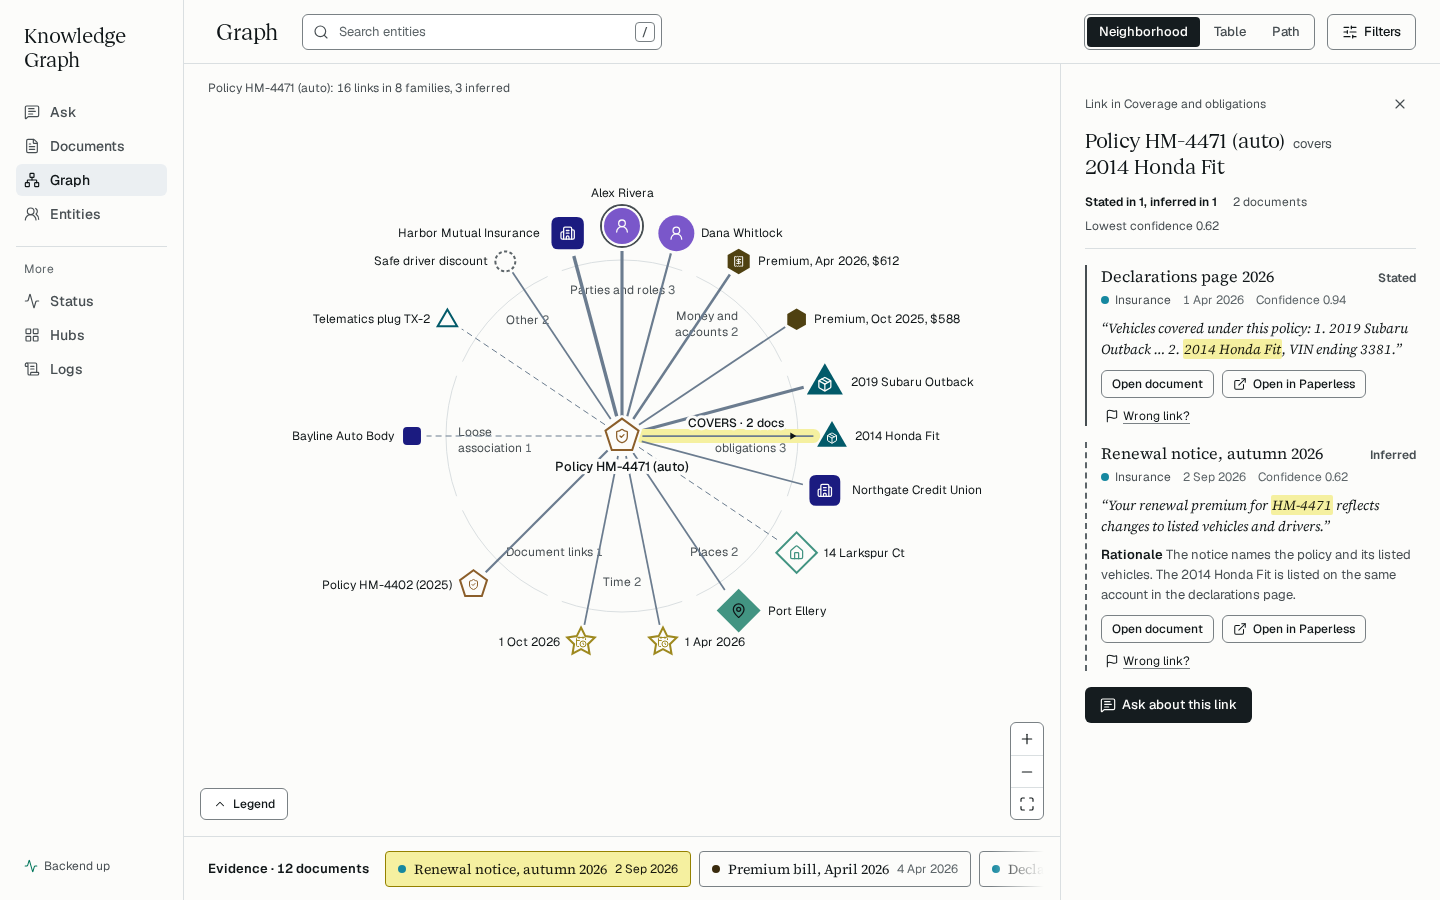 Knowledge
Graph
Ask
Documents
Graph
Entities
More
Status
Hubs
Logs
Backend up
Graph
Search entities
/
Neighborhood
Table
Path
Filters
Policy HM-4471 (auto): 16 links in 8 families, 3 inferred
Alex Rivera
Harbor Mutual Insurance
Dana Whitlock
Safe driver discount
Premium, Apr 2026, $612
Parties and roles 3
Telematics plug TX-2
Other 2
Money and
accounts 2
Premium, Oct 2025, $588
2019 Subaru Outback
COVERS · 2 docs
Bayline Auto Body
Loose
association 1
2014 Honda Fit
obligations 3
Policy HM-4471 (auto)
Northgate Credit Union
Document links 1
Places 2
14 Larkspur Ct
Policy HM-4402 (2025)
Time 2
Port Ellery
1 Oct 2026
1 Apr 2026
Legend
Evidence · 12 documents
Renewal notice, autumn 2026 2 Sep 2026
Premium bill, April 2026 4 Apr 2026
Link in Coverage and obligations
Policy HM-4471 (auto) covers
2014 Honda Fit
Stated in 1, inferred in 1 2 documents
Lowest confidence 0.62
Declarations page 2026 Stated
Insurance 1 Apr 2026 Confidence 0.94
“Vehicles covered under this policy: 1. 2019 Subaru
Outback ... 2. 2014 Honda Fit, VIN ending 3381.”
Open document
Open in Paperless
Wrong link?
Renewal notice, autumn 2026 Inferred
Insurance 2 Sep 2026 Confidence 0.62
“Your renewal premium for HM-4471 reflects
changes to listed vehicles and drivers.”
Rationale The notice names the policy and its listed
vehicles. The 2014 Honda Fit is listed on the same
account in the declarations page.
Open document
Open in Paperless
Wrong link?
Ask about this link